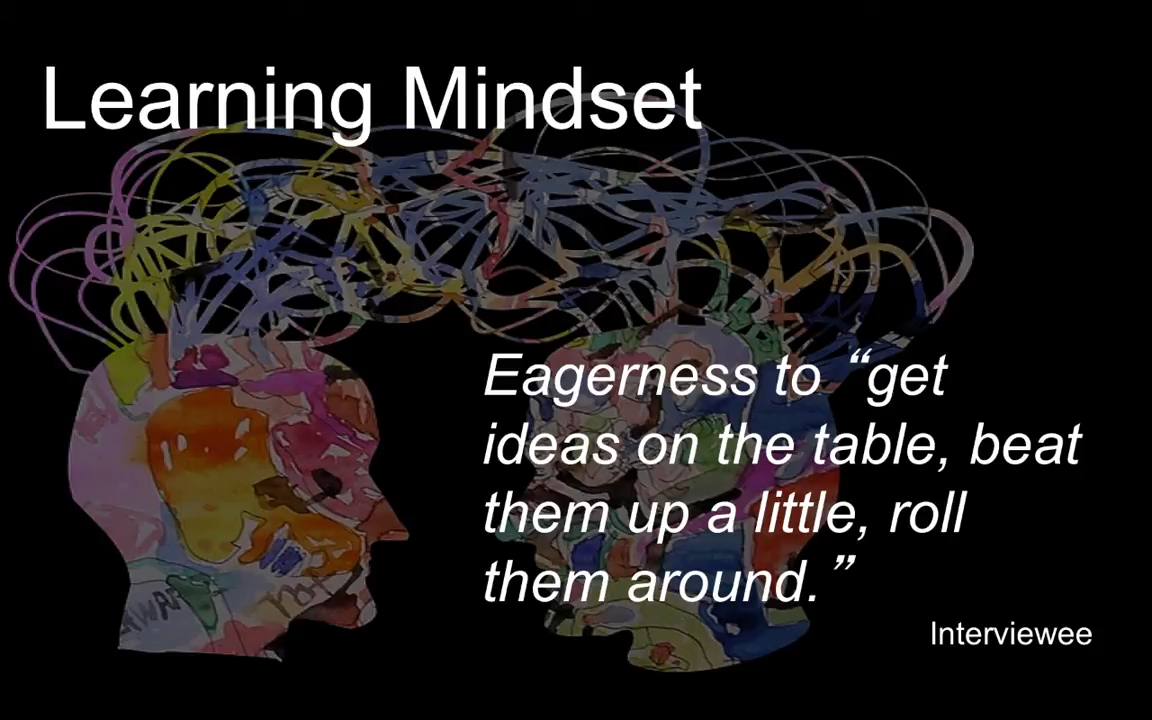 Learning Mindset
Eagerness to “get
ideas on the table, beat
them up a little, roll
them around.”
Interviewee